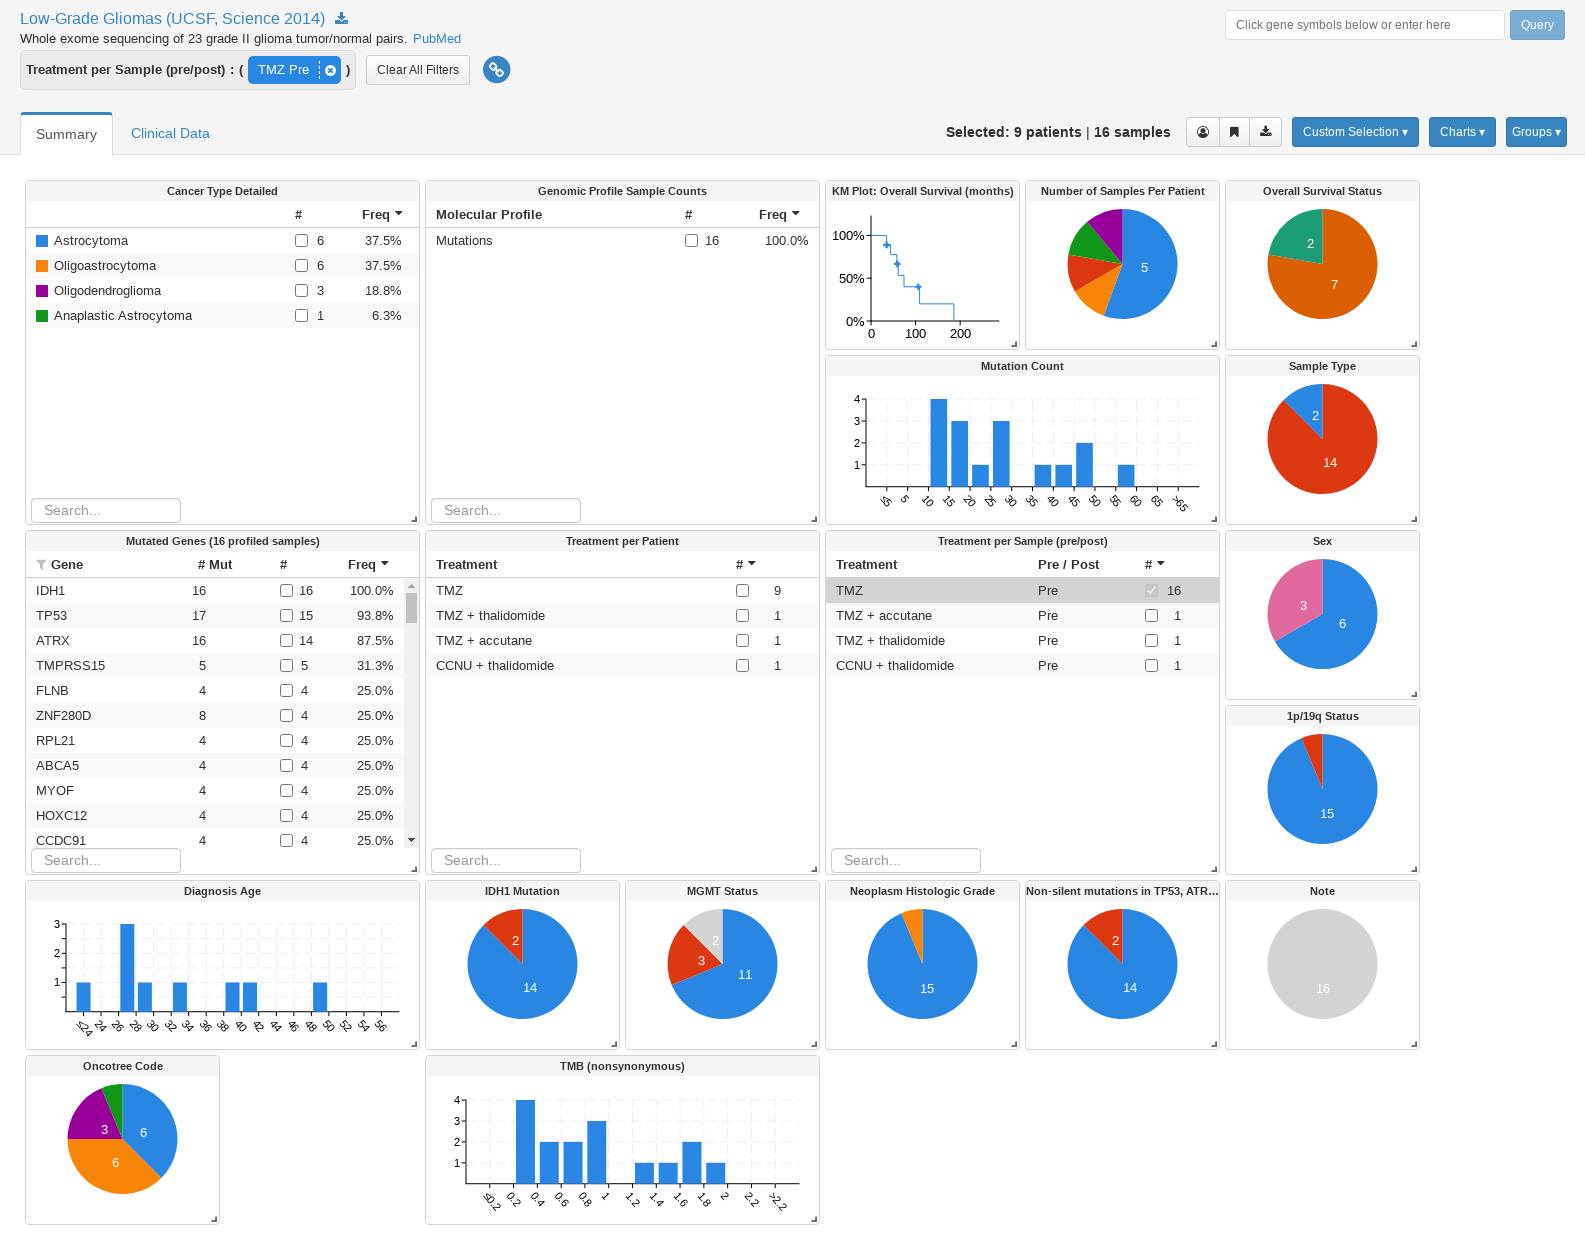 Low-Grade Gliomas (UCSF, Science 2014)
Click gene symbols below or enter here
Query
Whole exome sequencing of 23 grade II glioma tumor/normal pairs. PubMed
Treatment per Sample (pre/post) : ( TMZ Pre )
Clear All Filters
Summary
Clinical Data
Selected: 9 patients | 16 samples
Custom Selection ▾
Charts ▾
Groups ▾
Cancer Type Detailed
# Freq
Astrocytoma 6 37.5%
Oligoastrocytoma 6 37.5%
Oligodendroglioma 3 18.8%
Anaplastic Astrocytoma 1 6.3%
Search...
Genomic Profile Sample Counts
Molecular Profile # Freq
Mutations 16 100.0%
Search...
KM Plot: Overall Survival (months)
100%
50%
0%
0 100 200
Number of Samples Per Patient
5
Overall Survival Status
2
7
Mutation Count
4
3
2
1
≤5 5 10 15 20 25 30 35 40 45 50 55 60 65 >65
Sample Type
2
14
Mutated Genes (16 profiled samples)
Gene # Mut # Freq
IDH1 16 16 100.0%
TP53 17 15 93.8%
ATRX 16 14 87.5%
TMPRSS15 5 5 31.3%
FLNB 4 4 25.0%
ZNF280D 8 4 25.0%
RPL21 4 4 25.0%
ABCA5 4 4 25.0%
MYOF 4 4 25.0%
HOXC12 4 4 25.0%
CCDC91 4 4 25.0%
Search...
Treatment per Patient
Treatment #
TMZ 9
TMZ + thalidomide 1
TMZ + accutane 1
CCNU + thalidomide 1
Search...
Treatment per Sample (pre/post)
Treatment Pre / Post #
TMZ Pre 16
TMZ + accutane Pre 1
TMZ + thalidomide Pre 1
CCNU + thalidomide Pre 1
Search...
Sex
3
6
1p/19q Status
15
Diagnosis Age
3
2
1
≤24 24 26 28 30 32 34 36 38 40 42 44 46 48 50 52 54 56
IDH1 Mutation
2
14
MGMT Status
2
3
11
Neoplasm Histologic Grade
15
Non-silent mutations in TP53, ATR...
2
14
Note
16
Oncotree Code
3 6
6
TMB (nonsynonymous)
4
3
2
1
≤0.2 0.2 0.4 0.6 0.8 1 1.2 1.4 1.6 1.8 2 2.2 >2.2